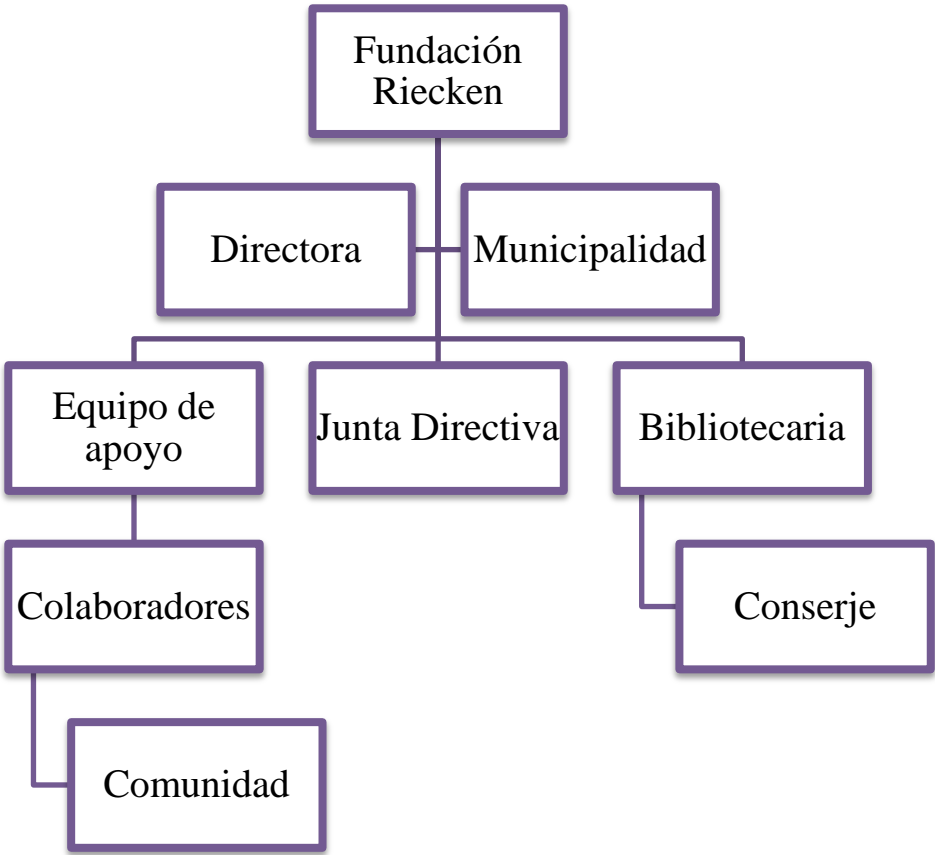 Fundación
Riecken
Directora
Municipalidad
Equipo de
apoyo
Junta Directiva
Bibliotecaria
Colaboradores
Conserje
Comunidad